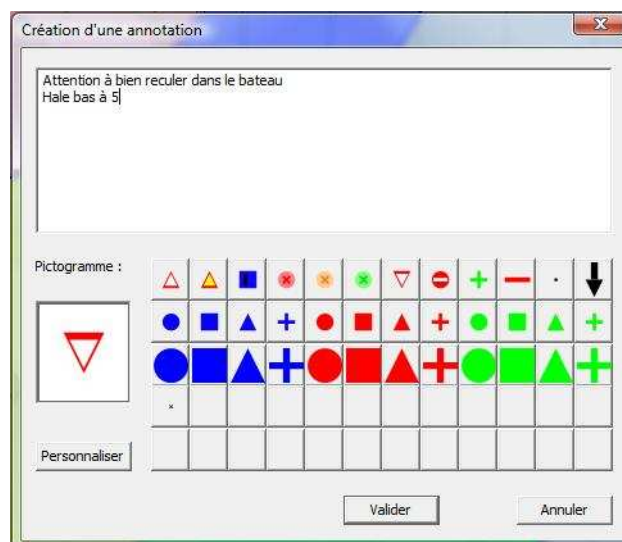 Création d'une annotation
Attention à bien reculer dans le bateau
Hale bas à 5
Pictogramme :
Personnaliser
Valider
Annuler